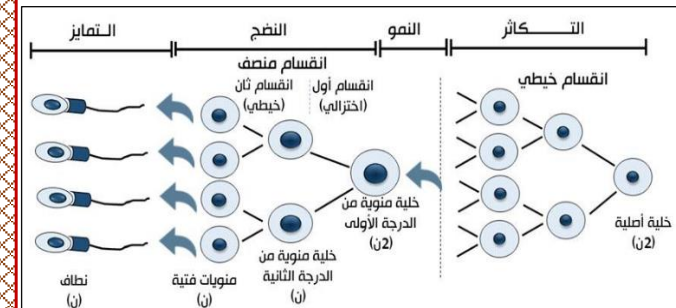 التـــكاثر
النمو
النضج
التمايز
انقسام خيطي
انقسام منصف
انقسام أول
(اختزالي)
انقسام ثان
(خيطي)
خلية أصلية
(2ن)
خلية منوية من
الدرجة الأولى
(2ن)
خلية منوية من
الدرجة الثانية
(ن)
منويات فتية
(ن)
نطاف
(ن)